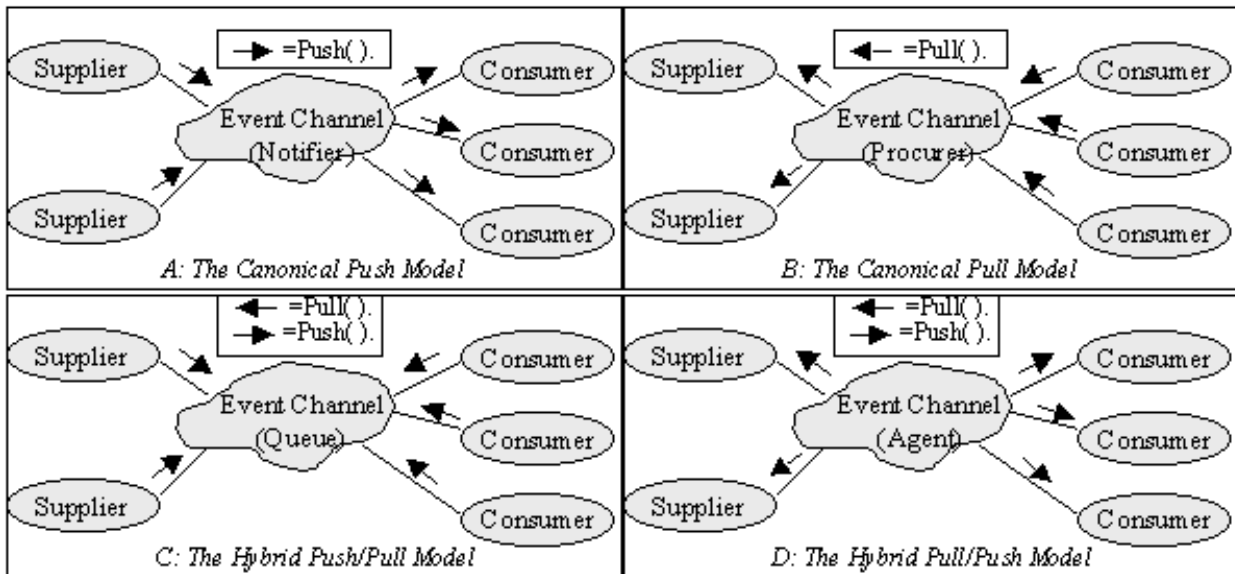 =Push( ).
Supplier
Consumer
Event Channel
(Notifier)
Consumer
Supplier
Consumer
A: The Canonical Push Model
=Pull( ).
Supplier
Consumer
Event Channel
(Procurer)
Consumer
Supplier
Consumer
B: The Canonical Pull Model
=Pull( ).
=Push( ).
Supplier
Consumer
Event Channel
(Queue)
Consumer
Supplier
Consumer
C: The Hybrid Push/Pull Model
=Pull( ).
=Push( ).
Supplier
Consumer
Event Channel
(Agent)
Consumer
Supplier
Consumer
D: The Hybrid Pull/Push Model